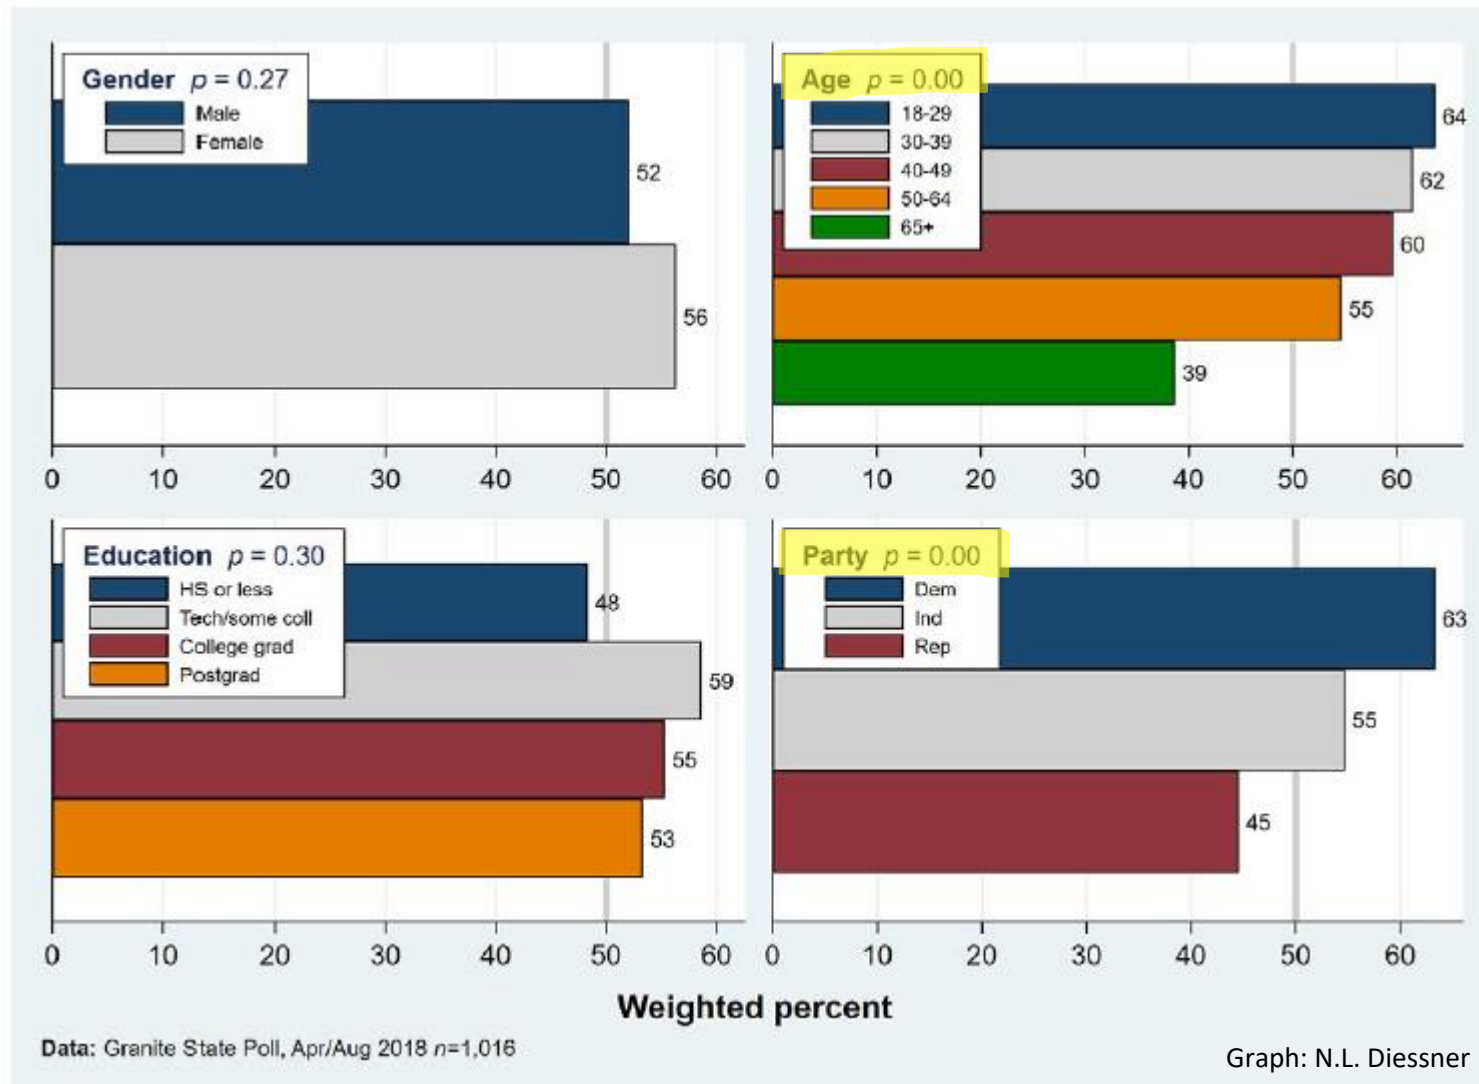 Gender p = 0.27
Male
Female
52
56
0 10 20 30 40 50 60
Age p = 0.00
18-29
30-39
40-49
50-64
65+
64
62
60
55
39
0 10 20 30 40 50 60
Education p = 0.30
HS or less
Tech/some coll
College grad
Postgrad
48
59
55
53
0 10 20 30 40 50 60
Party p = 0.00
Dem
Ind
Rep
63
55
45
0 10 20 30 40 50 60
Weighted percent
Data: Granite State Poll, Apr/Aug 2018 n=1,016
Graph: N.L. Diessner